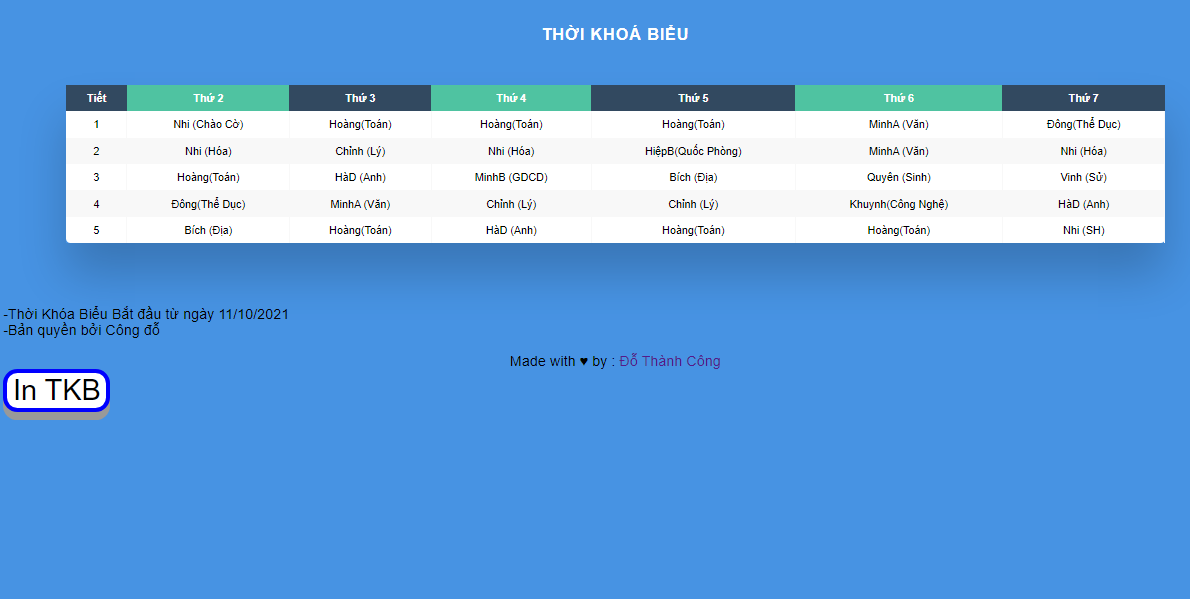 THỜI KHOÁ BIỂU
Tiết Thứ 2 Thứ 3 Thứ 4 Thứ 5 Thứ 6 Thứ 7
1 Nhi (Chào Cờ) Hoàng(Toán) Hoàng(Toán) Hoàng(Toán) MinhA (Văn) Đông(Thể Dục)
2 Nhi (Hóa) Chỉnh (Lý) Nhi (Hóa) HiệpB(Quốc Phòng) MinhA (Văn) Nhi (Hóa)
3 Hoàng(Toán) HàD (Anh) MinhB (GDCD) Bích (Địa) Quyên (Sinh) Vinh (Sử)
4 Đông(Thể Dục) MinhA (Văn) Chỉnh (Lý) Chỉnh (Lý) Khuynh(Công Nghệ) HàD (Anh)
5 Bích (Địa) Hoàng(Toán) HàD (Anh) Hoàng(Toán) Hoàng(Toán) Nhi (SH)
-Thời Khóa Biểu Bắt đầu từ ngày 11/10/2021
-Bản quyền bởi Công đỗ
Made with ♥ by : Đỗ Thành Công
In TKB